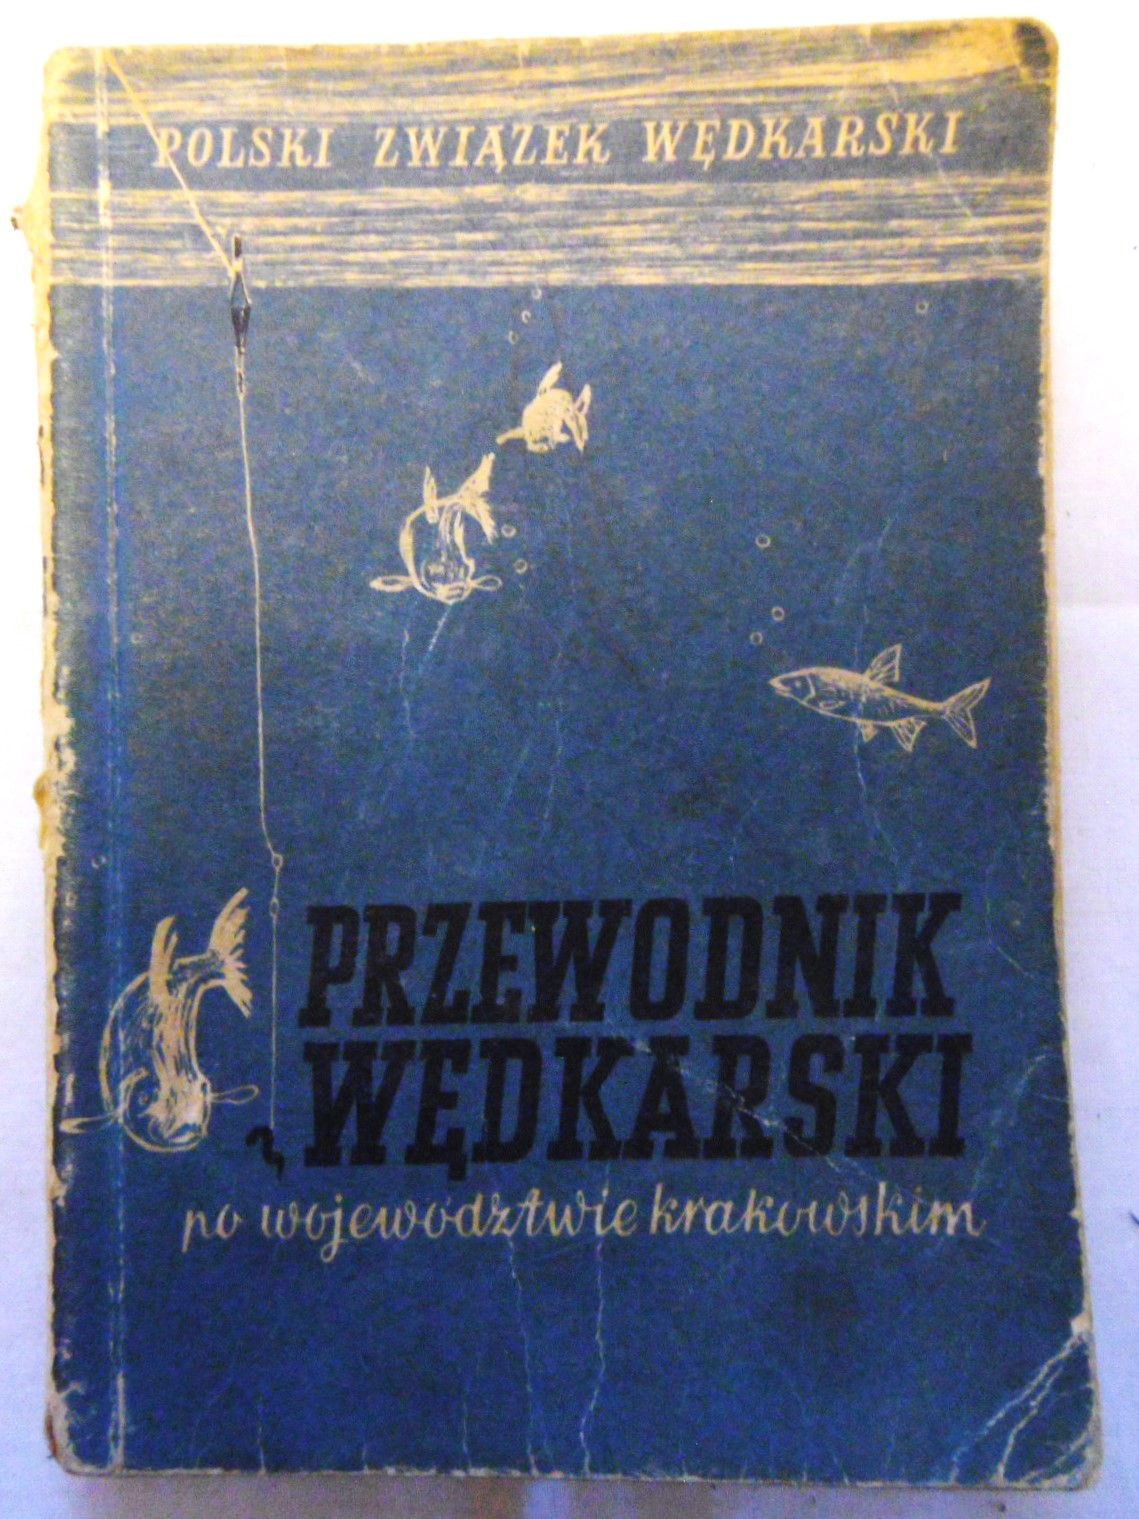 POLSKI ZWIĄZEK WĘDKARSKI
PRZEWODNIK
WĘDKARSKI
po województwie krakowskim